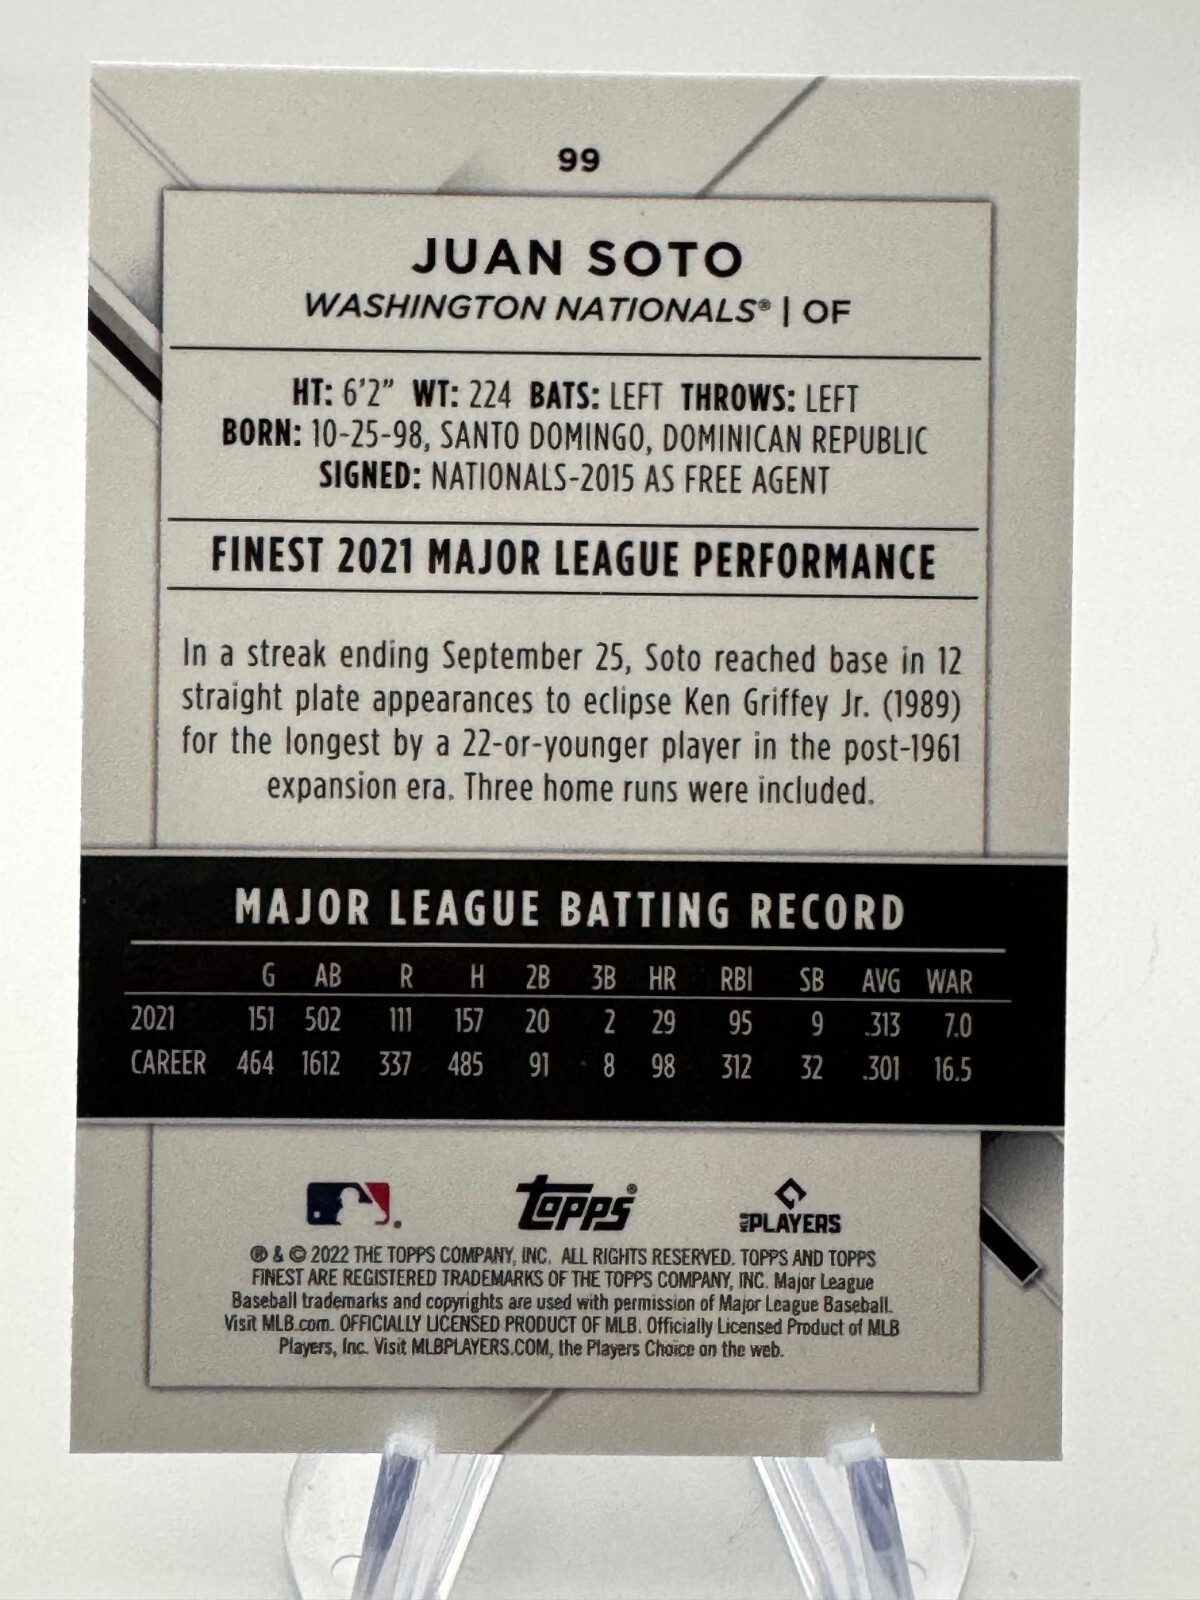 99
JUAN SOTO
WASHINGTON NATIONALS® | OF
HT: 6'2" WT: 224 BATS: LEFT THROWS: LEFT
BORN: 10-25-98, SANTO DOMINGO, DOMINICAN REPUBLIC
SIGNED: NATIONALS-2015 AS FREE AGENT
FINEST 2021 MAJOR LEAGUE PERFORMANCE
In a streak ending September 25, Soto reached base in 12
straight plate appearances to eclipse Ken Griffey Jr. (1989)
for the longest by a 22-or-younger player in the post-1961
expansion era. Three home runs were included.
MAJOR LEAGUE BATTING RECORD
G AB R H 2B 3B HR RBI SB AVG WAR
2021 151 502 111 157 20 2 29 95 9 .313 7.0
CAREER 464 1612 337 485 91 8 98 312 32 .301 16.5
Topps® MLB PLAYERS
® & © 2022 THE TOPPS COMPANY, INC. ALL RIGHTS RESERVED. TOPPS AND TOPPS
FINEST ARE REGISTERED TRADEMARKS OF THE TOPPS COMPANY, INC. Major League
Baseball trademarks and copyrights are used with permission of Major League Baseball.
Visit MLB.com. OFFICIALLY LICENSED PRODUCT OF MLB. Officially Licensed Product of MLB
Players, Inc. Visit MLBPLAYERS.COM, the Players Choice on the web.